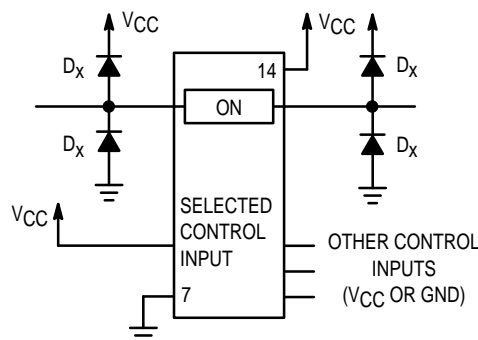 VCC
VCC
VCC
Dx
14
Dx
ON
Dx
Dx
VCC
SELECTED
CONTROL
INPUT
OTHER CONTROL
INPUTS
(VCC OR GND)
7